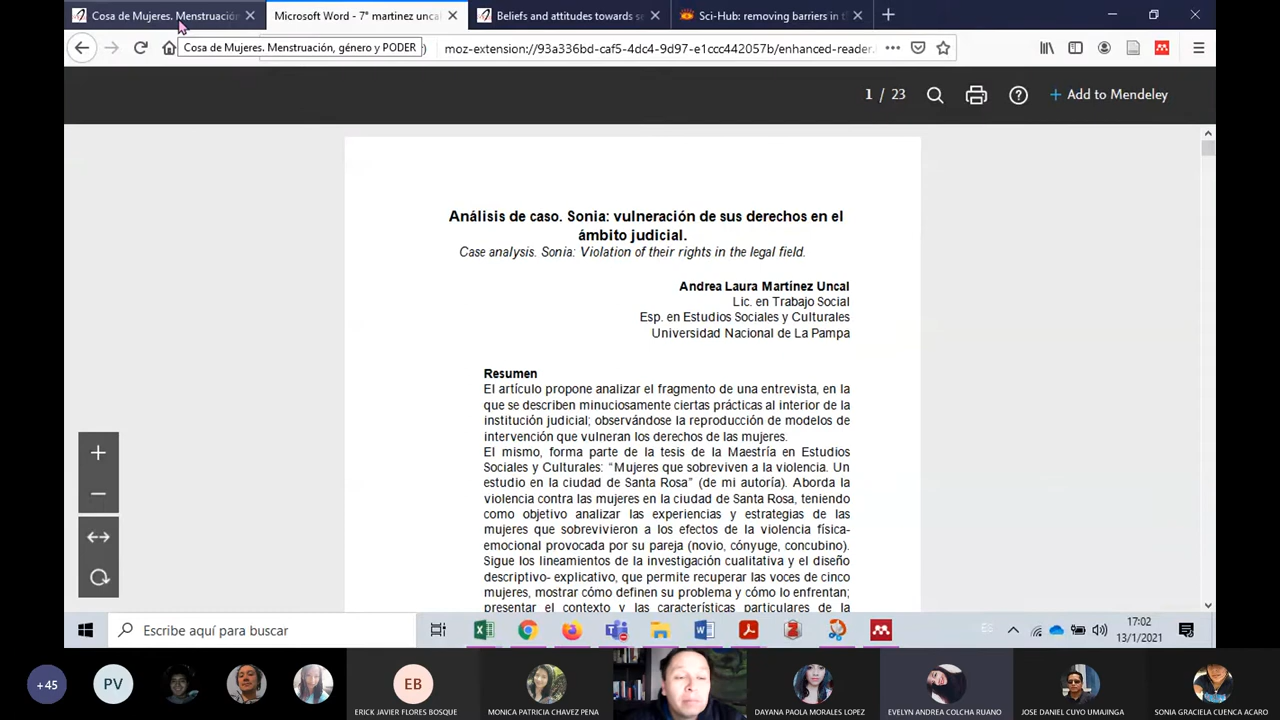 Cosa de Mujeres. Menstruación
Microsoft Word - 7° martinez unca
Beliefs and attitudes towards se
Sci-Hub: removing barriers in th
Cosa de Mujeres. Menstruación, género y PODER
moz-extension://93a336bd-caf5-4dc4-9d97-e1ccc442057b/enhanced-reader.
1 / 23
Add to Mendeley
Análisis de caso. Sonia: vulneración de sus derechos en el
ámbito judicial.
Case analysis. Sonia: Violation of their rights in the legal field.
Andrea Laura Martínez Uncal
Lic. en Trabajo Social
Esp. en Estudios Sociales y Culturales
Universidad Nacional de La Pampa
Resumen
El artículo propone analizar el fragmento de una entrevista, en la
que se describen minuciosamente ciertas prácticas al interior de la
institución judicial; observándose la reproducción de modelos de
intervención que vulneran los derechos de las mujeres.
El mismo, forma parte de la tesis de la Maestría en Estudios
Sociales y Culturales: “Mujeres que sobreviven a la violencia. Un
estudio en la ciudad de Santa Rosa” (de mi autoría). Aborda la
violencia contra las mujeres en la ciudad de Santa Rosa, teniendo
como objetivo analizar las experiencias y estrategias de las
mujeres que sobrevivieron a los efectos de la violencia física-
emocional provocada por su pareja (novio, cónyuge, concubino).
Sigue los lineamientos de la investigación cualitativa y el diseño
descriptivo- explicativo, que permite recuperar las voces de cinco
mujeres, mostrar cómo definen su problema y cómo lo enfrentan;
presentar el contexto y las características particulares de la
Escribe aquí para buscar
ES
17:02
13/1/2021
+45
PV
EB
ERICK JAVIER FLORES BOSQUE
MONICA PATRICIA CHAVEZ PENA
DAYANA PAOLA MORALES LOPEZ
EVELYN ANDREA COLCHA RUANO
JOSE DANIEL CUYO UMAJINGA
SONIA GRACIELA CUENCA ACARO